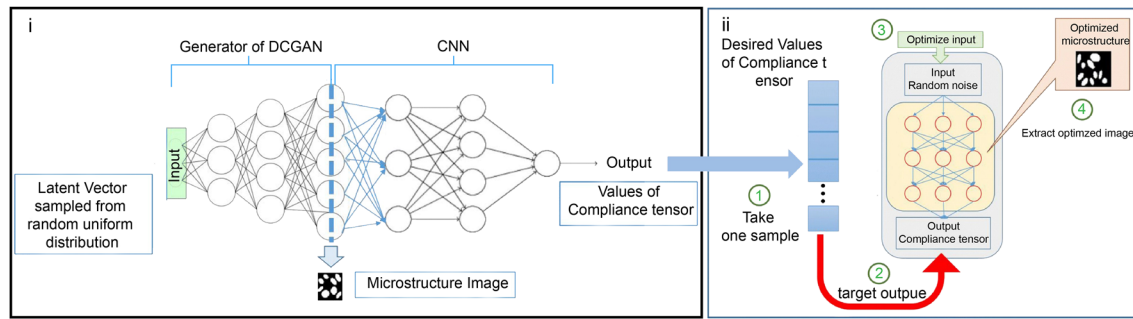 i
Generator of DCGAN
CNN
Input
Latent Vector
sampled from
random uniform
distribution
Output
Values of
Compliance tensor
Microstructure Image
ii
Desired Values
of Compliance t
ensor
1
Take
one sample
2
target outpue
3
Optimize input
Input
Random noise
Output
Compliance tensor
Optimized
microstructure
4
Extract optimzed image